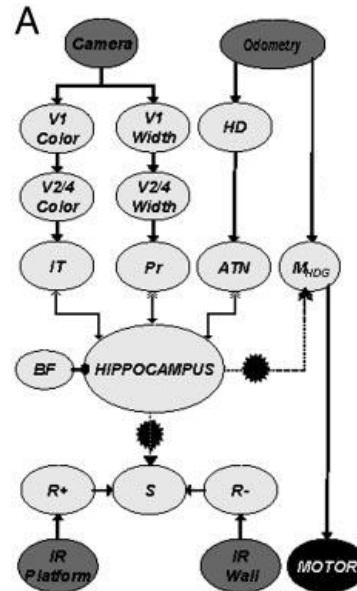 A
Camera
Odometry
V1
Color
V1
Width
HD
V2/4
Color
V2/4
Width
IT
Pr
ATN
MHDG
BF
HIPPOCAMPUS
R+
S
R-
IR
Platform
IR
Wall
MOTOR